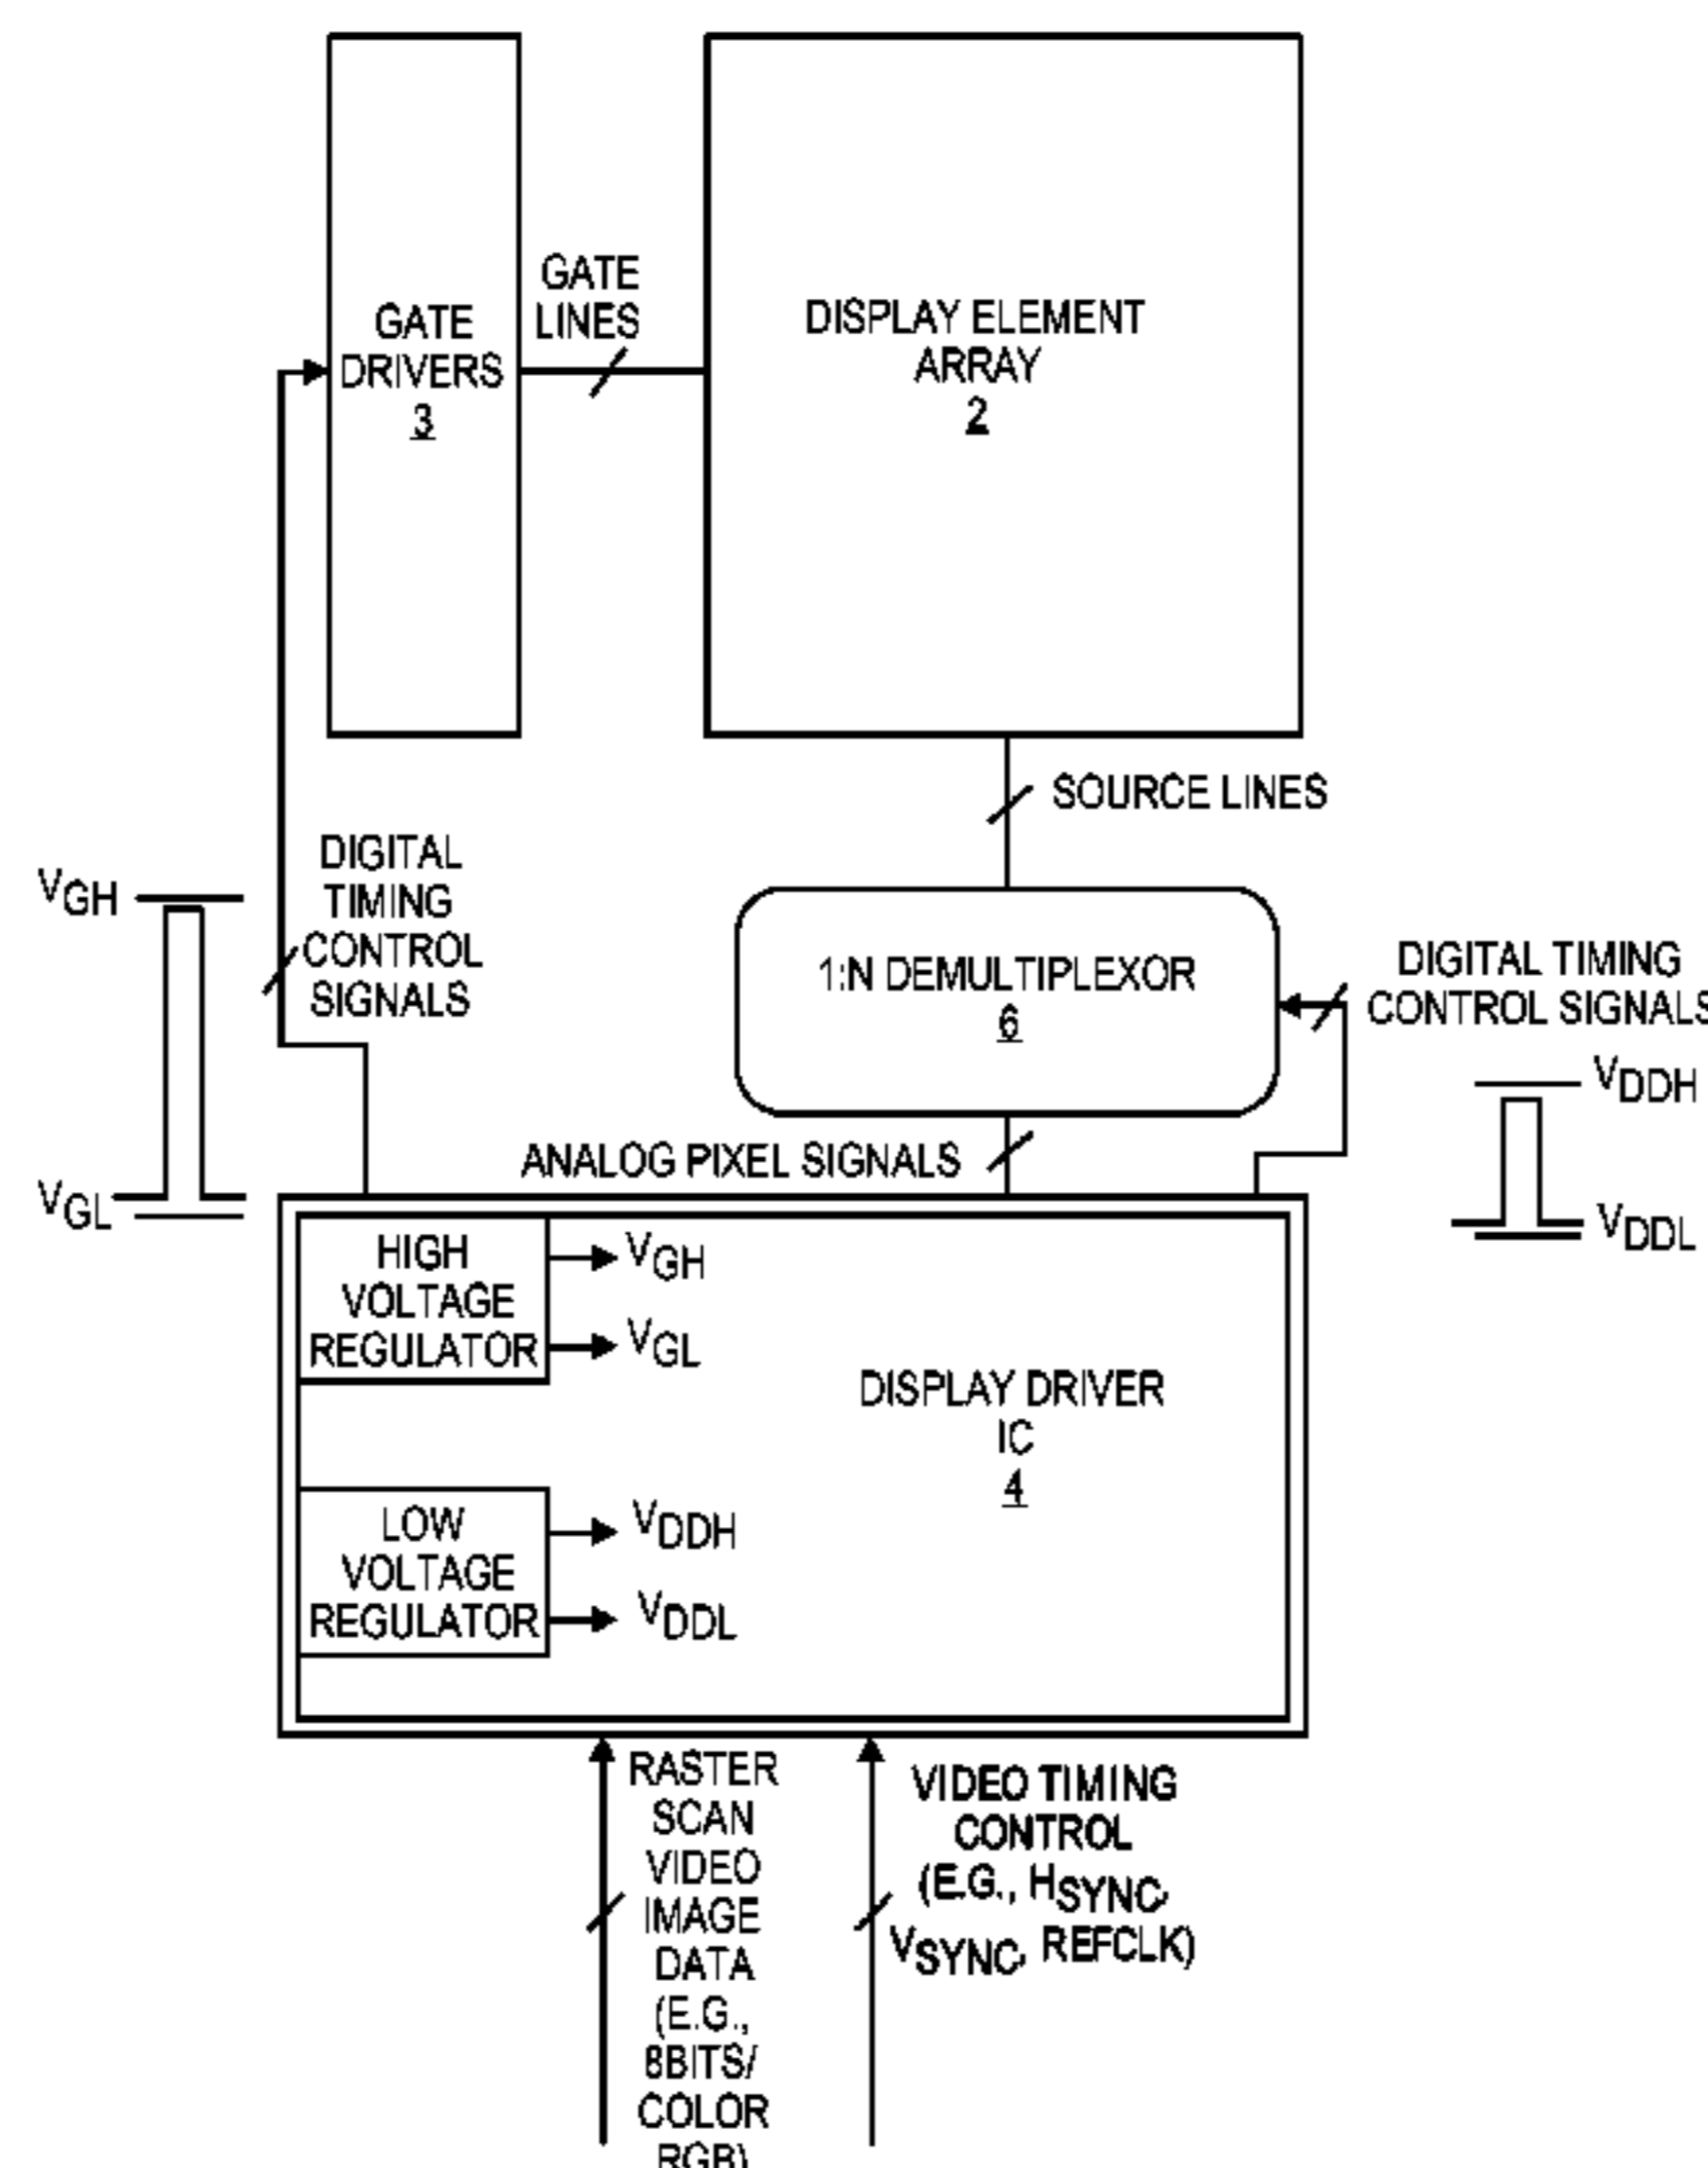 GATE
DRIVERS
3
GATE
LINES
DISPLAY ELEMENT
ARRAY
2
SOURCE LINES
DIGITAL
TIMING
CONTROL
SIGNALS
VGH
VGL
1:N DEMULTIPLEXOR
6
DIGITAL TIMING
CONTROL SIGNALS
VDDH
VDDL
ANALOG PIXEL SIGNALS
HIGH
VOLTAGE
REGULATOR
VGH
VGL
DISPLAY DRIVER
IC
4
LOW
VOLTAGE
REGULATOR
VDDH
VDDL
RASTER
SCAN
VIDEO
IMAGE
DATA
(E.G.,
8BITS/
COLOR
RGB)
VIDEO TIMING
CONTROL
(E.G., HSYNC,
VSYNC, REFCLK)